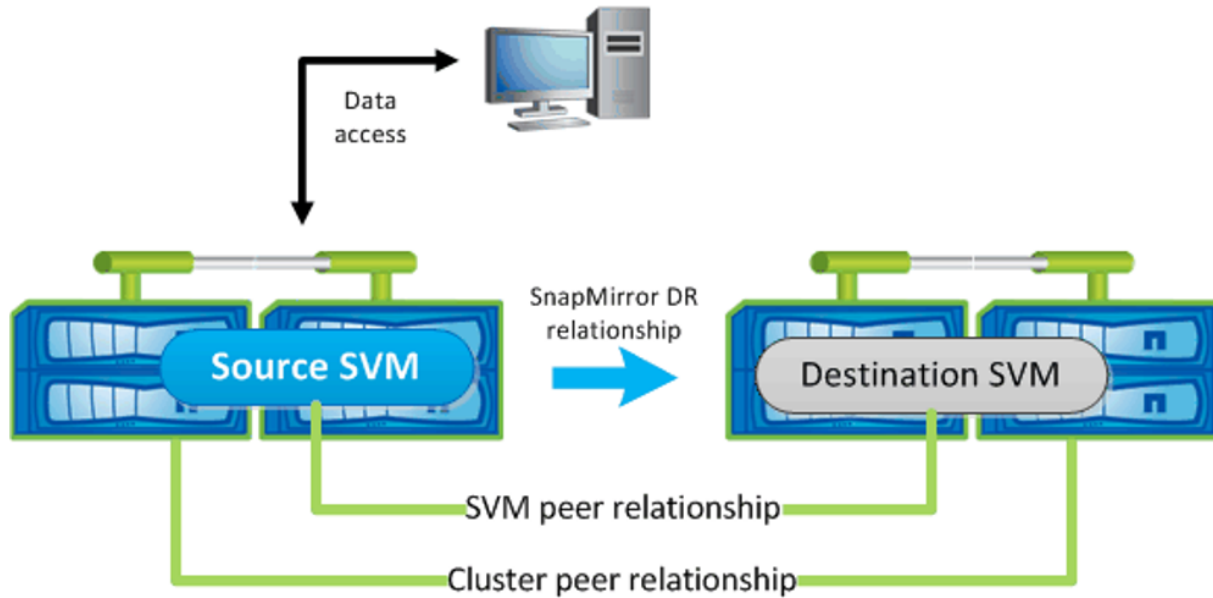 Data
access
SnapMirror DR
relationship
Source SVM
Destination SVM
SVM peer relationship
Cluster peer relationship